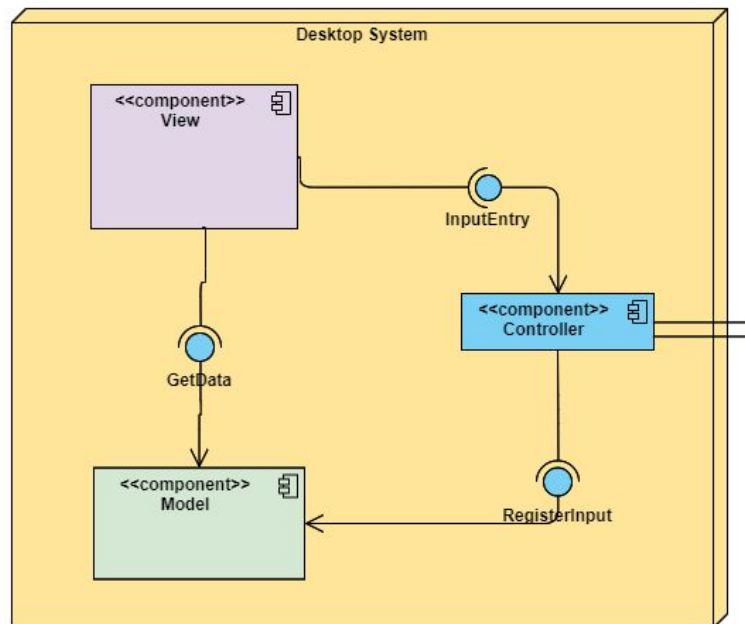 Desktop System
<<component>>
View
InputEntry
<<component>>
Controller
GetData
<<component>>
Model
RegisterInput